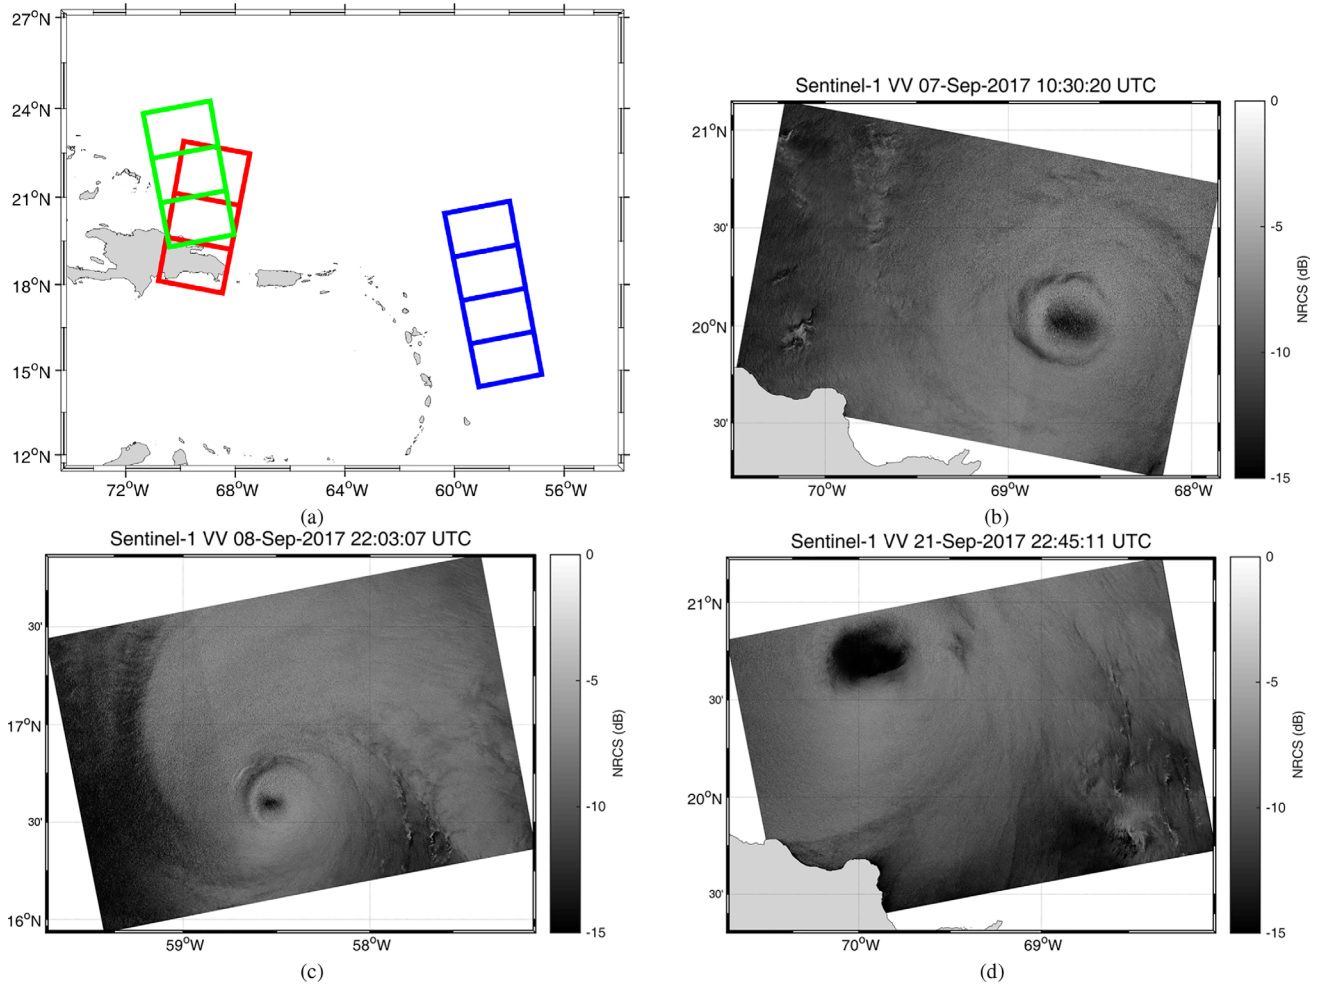 27°N
24°N
21°N
18°N
15°N
12°N
72°W 68°W 64°W 60°W 56°W
(a)
Sentinel-1 VV 07-Sep-2017 10:30:20 UTC
21°N
30'
20°N
30'
70°W 69°W 68°W
0
-5
-10
-15
NRCS (dB)
(b)
Sentinel-1 VV 08-Sep-2017 22:03:07 UTC
30'
17°N
30'
16°N
59°W 58°W
0
-5
-10
-15
NRCS (dB)
(c)
Sentinel-1 VV 21-Sep-2017 22:45:11 UTC
21°N
30'
20°N
30'
70°W 69°W
0
-5
-10
-15
NRCS (dB)
(d)